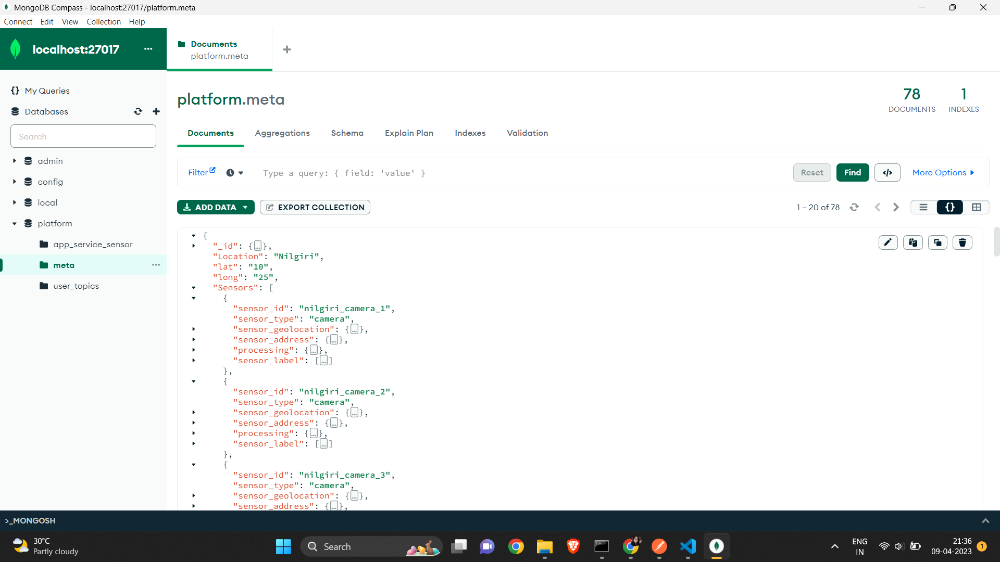 MongoDB Compass - localhost:27017/platform.meta
Connect Edit View Collection Help
localhost:27017 ...
Documents
platform.meta
My Queries
Databases
Search
admin
config
local
platform
app_service_sensor
meta
user_topics
platform.meta
78
DOCUMENTS
1
INDEXES
Documents Aggregations Schema Explain Plan Indexes Validation
Filter Type a query: { field: 'value' } Reset Find </> More Options
ADD DATA EXPORT COLLECTION 1 – 20 of 78 {}
{
"_id": {…},
"Location": "Nilgiri",
"lat": "10",
"long": "25",
"Sensors": [
{
"sensor_id": "nilgiri_camera_1",
"sensor_type": "camera",
"sensor_geolocation": {…},
"sensor_address": {…},
"processing": {…},
"sensor_label": […]
},
{
"sensor_id": "nilgiri_camera_2",
"sensor_type": "camera",
"sensor_geolocation": {…},
"sensor_address": {…},
"processing": {…},
"sensor_label": […]
},
{
"sensor_id": "nilgiri_camera_3",
"sensor_type": "camera",
"sensor_geolocation": {…},
"sensor_address": {…},
>_MONGOSH
30°C
Partly cloudy
Search
ENG
IN
21:36
09-04-2023
1